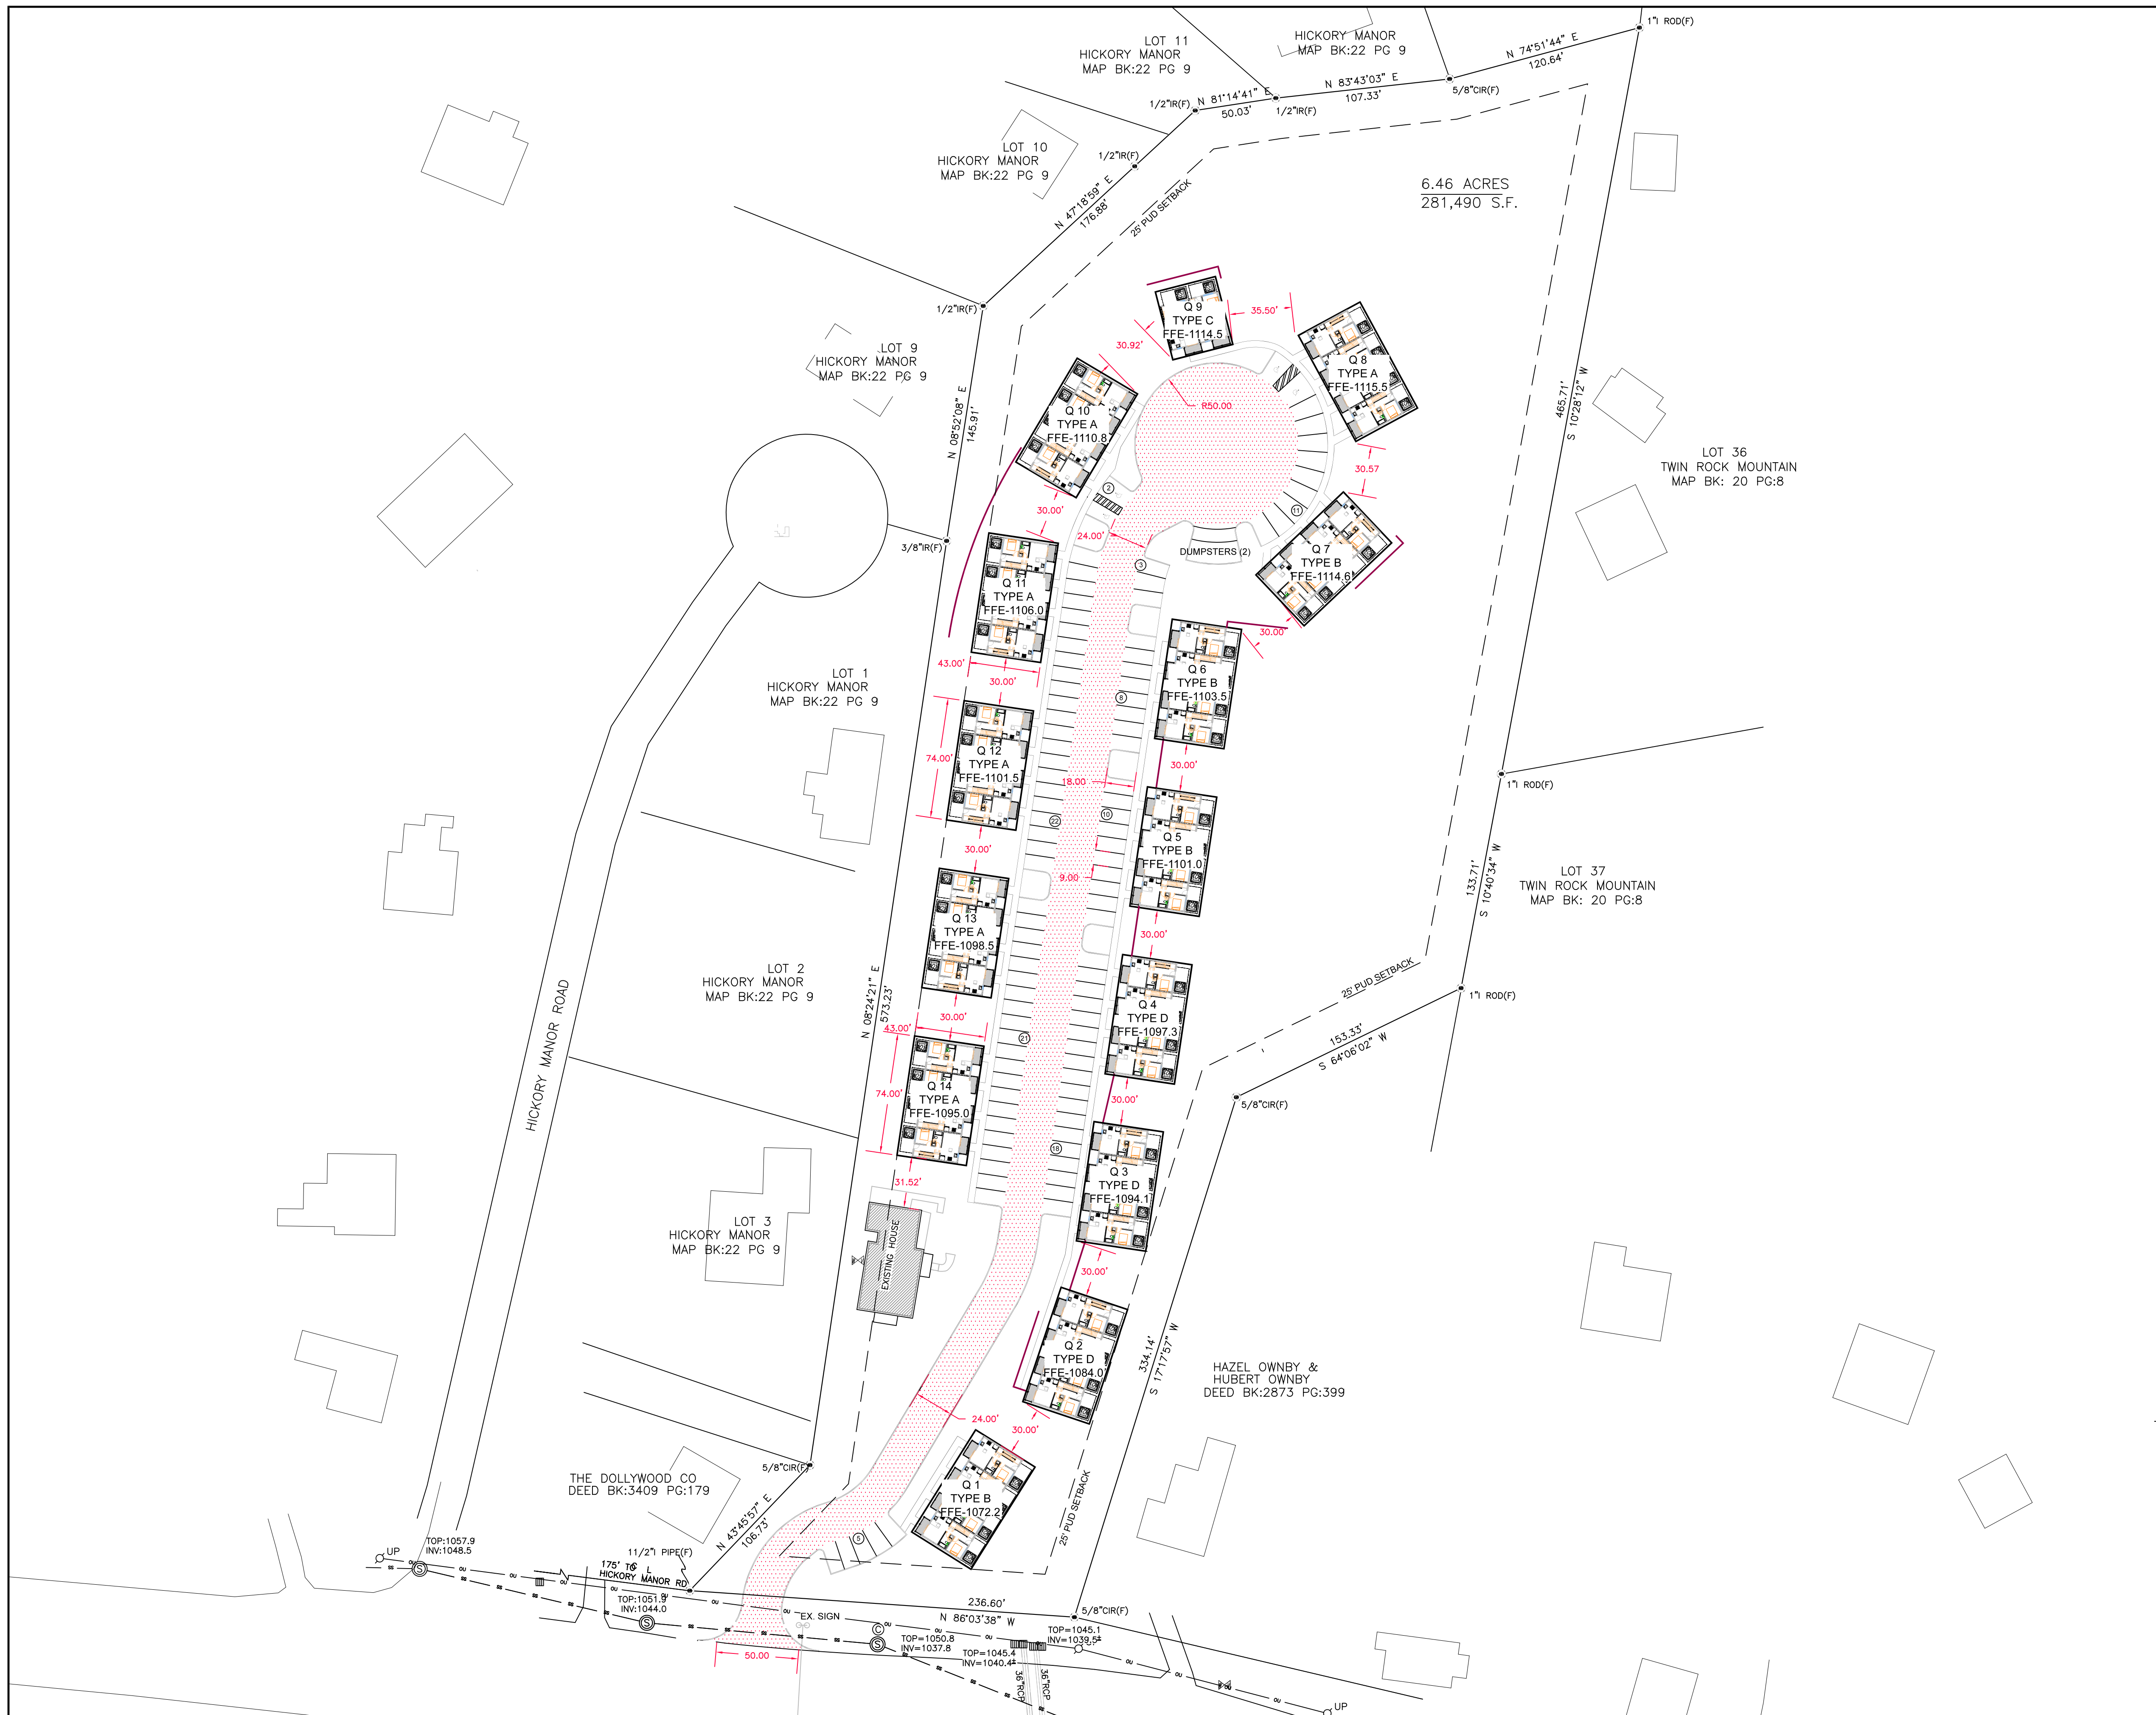 1"I ROD(F)
HICKORY MANOR
MAP BK:22 PG 9
LOT 11
HICKORY MANOR
MAP BK:22 PG 9
N 74°51'44" E
120.64'
N 83°43'03" E
107.33'
5/8"CIR(F)
N 81°14'41" E
50.03'
1/2"IR(F)
1/2"IR(F)
LOT 10
HICKORY MANOR
MAP BK:22 PG 9
1/2"IR(F)
N 47°18'59" E
176.88'
25' PUD SETBACK
6.46 ACRES
281,490 S.F.
1/2"IR(F)
LOT 9
HICKORY MANOR
MAP BK:22 PG 9
N 08°52'08" E
145.91'
Q 9
TYPE C
FFE-1114.5
35.50'
30.92'
Q 8
TYPE A
FFE-1115.5
R50.00
Q 10
TYPE A
FFE-1110.8
465.71'
S 10°28'12" W
LOT 36
TWIN ROCK MOUNTAIN
MAP BK: 20 PG:8
30.57
2
11
30.00'
24.00'
DUMPSTERS (2)
3
Q 7
TYPE B
FFE-1114.6
3/8"IR(F)
Q 11
TYPE A
FFE-1106.0
30.00'
43.00'
30.00'
LOT 1
HICKORY MANOR
MAP BK:22 PG 9
Q 6
TYPE B
FFE-1103.5
8
30.00'
74.00'
Q 12
TYPE A
FFE-1101.5
18.00
22
10
1"I ROD(F)
30.00'
9.00
Q 5
TYPE B
FFE-1101.0
133.71'
S 10°40'34" W
LOT 37
TWIN ROCK MOUNTAIN
MAP BK: 20 PG:8
Q 13
TYPE A
FFE-1098.5
30.00'
LOT 2
HICKORY MANOR
MAP BK:22 PG 9
N 08°24'21" E
573.23'
25' PUD SETBACK
1"I ROD(F)
HICKORY MANOR ROAD
43.00'
30.00'
21
Q 4
TYPE D
FFE-1097.3
153.33'
S 64°06'02" W
74.00'
Q 14
TYPE A
FFE-1095.0
30.00'
5/8"CIR(F)
18
31.52'
Q 3
TYPE D
FFE-1094.1
LOT 3
HICKORY MANOR
MAP BK:22 PG 9
EXISTING HOUSE
30.00'
Q 2
TYPE D
FFE-1084.0
334.14'
S 17°17'57" W
HAZEL OWNBY &
HUBERT OWNBY
DEED BK:2873 PG:399
24.00'
30.00'
5/8"CIR(F)
THE DOLLYWOOD CO
DEED BK:3409 PG:179
N 43°45'57" E
106.73'
Q 1
TYPE B
FFE-1072.2
25' PUD SETBACK
5
UP
TOP:1057.9
INV:1048.5
S
11/2"I PIPE(F)
175' TO C L
HICKORY MANOR RD
TOP:1051.9
INV:1044.0
S
236.60'
N 86°03'38" W
5/8"CIR(F)
EX. SIGN
C
S
TOP=1050.8
INV=1037.8
TOP=1045.4
INV=1040.4±
TOP=1045.1
INV=1039.5±
50.00
36"RCP
36"RCP
UP